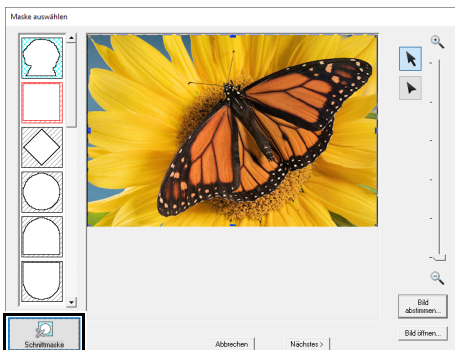 Maske auswählen
Bild
abstimmen...
Bild öffnen...
Schnittmaske
Abbrechen
Nächstes >